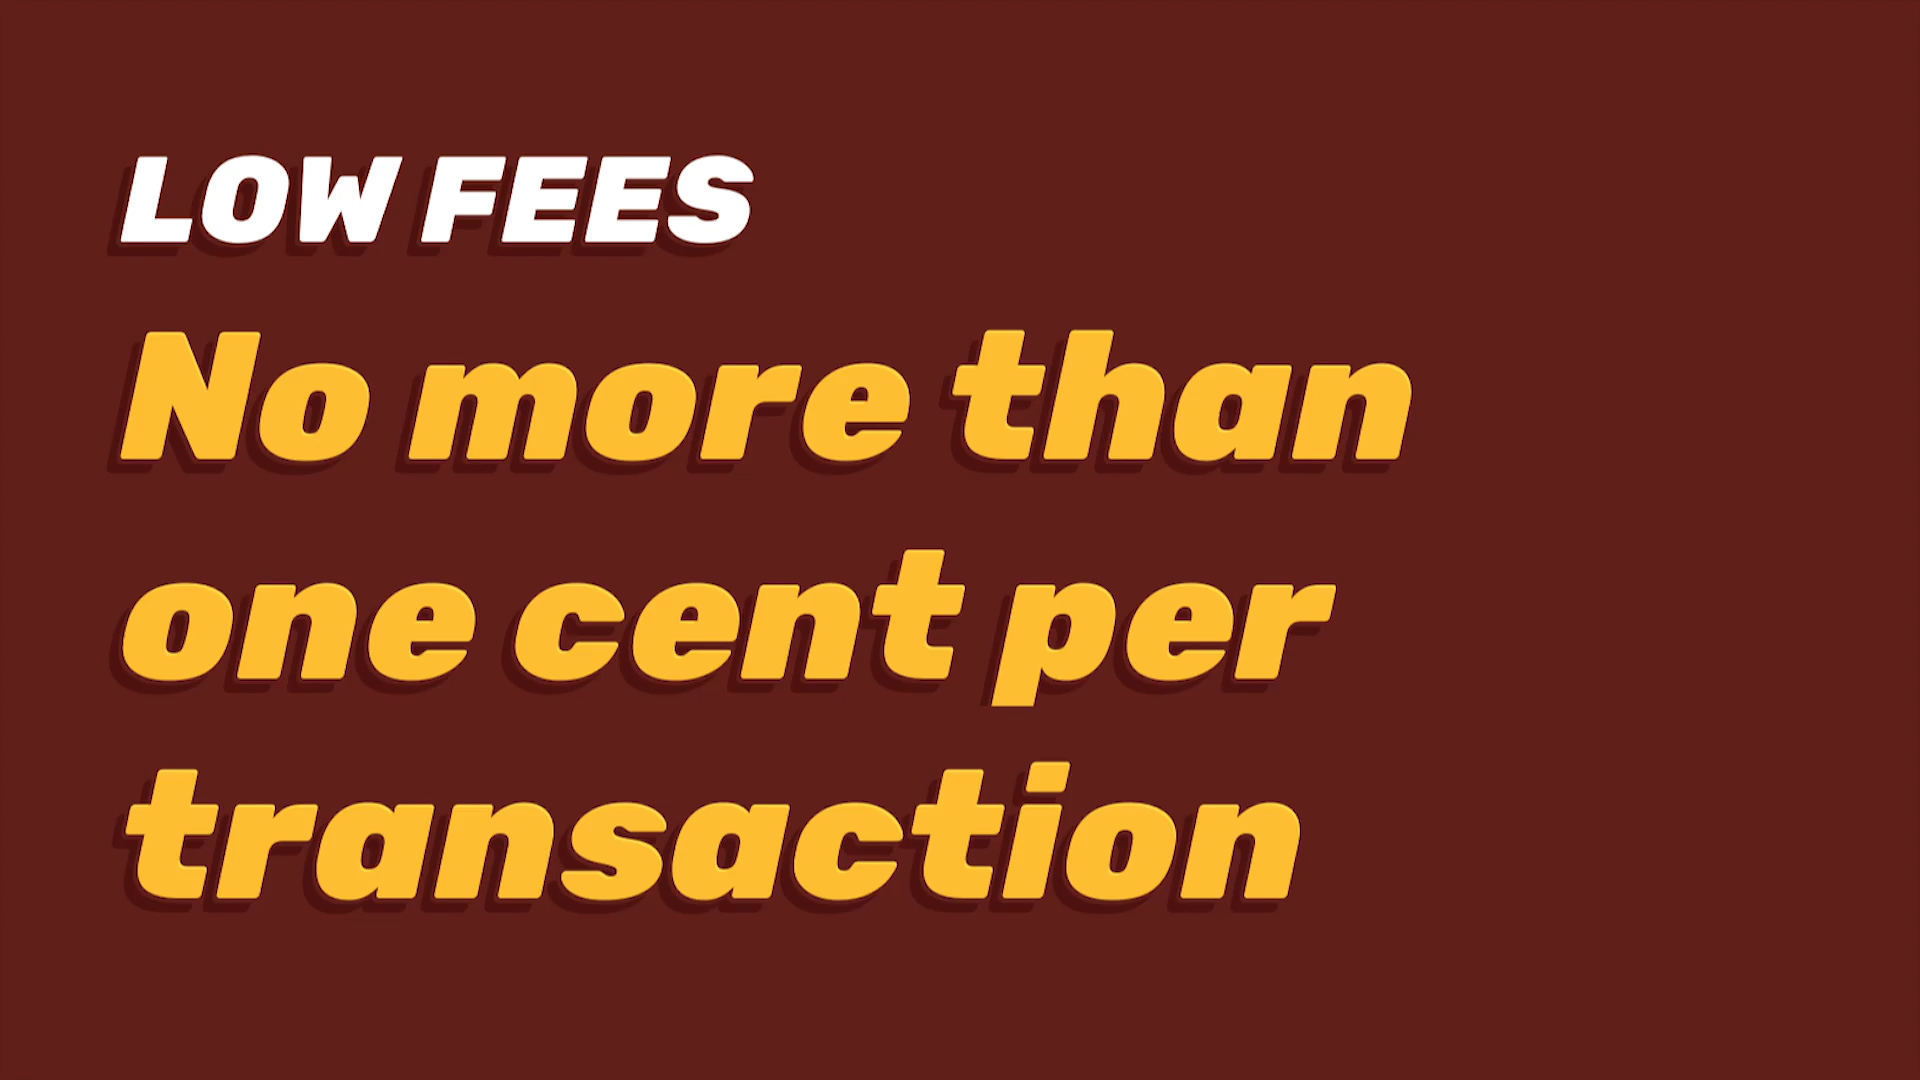 LOW FEES
No more than
one cent per
transaction